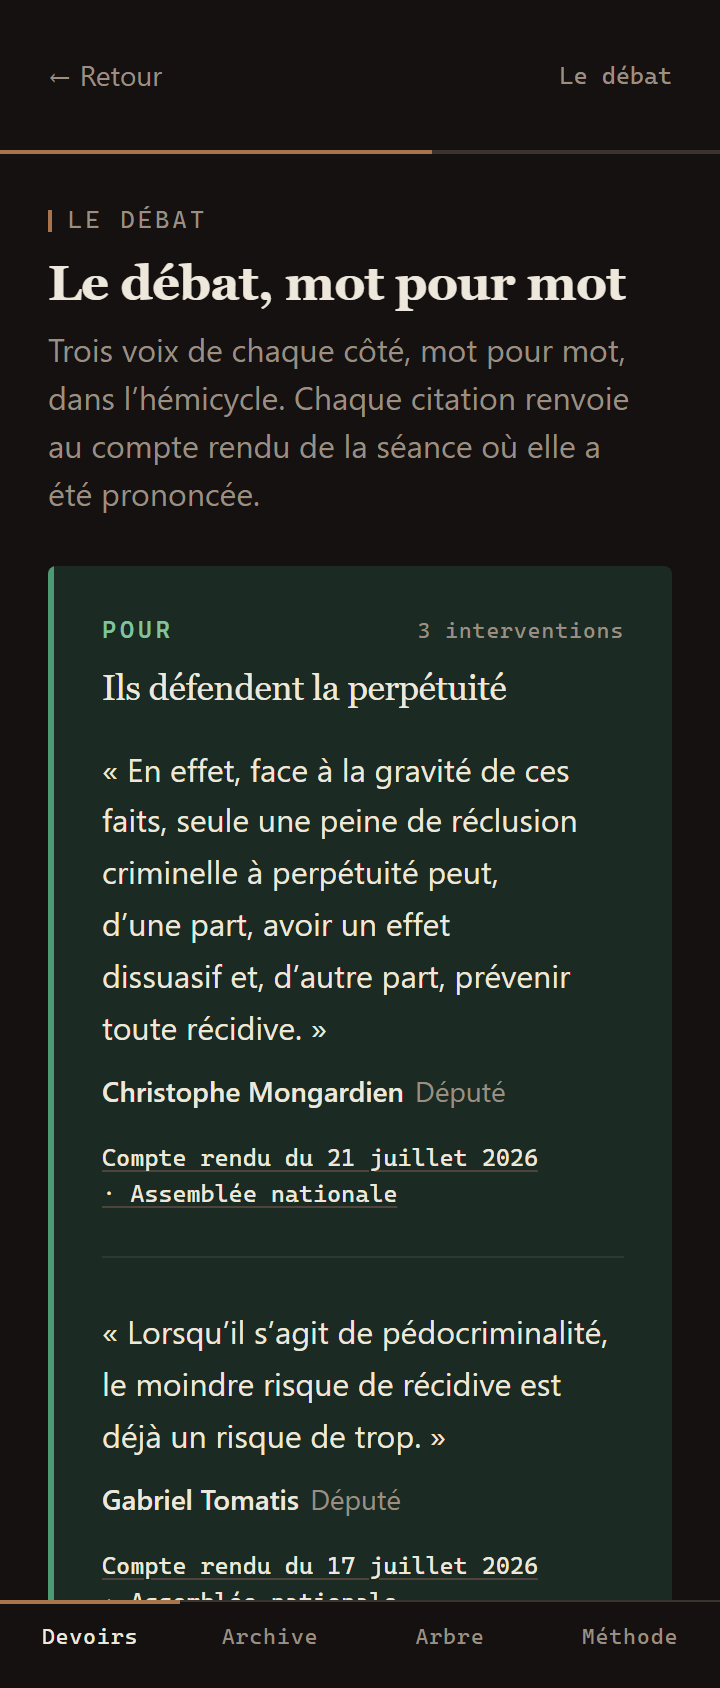 ← Retour
Le débat
LE DÉBAT
Le débat, mot pour mot
Trois voix de chaque côté, mot pour mot,
dans l’hémicycle. Chaque citation renvoie
au compte rendu de la séance où elle a
été prononcée.
POUR
3 interventions
Ils défendent la perpétuité
« En effet, face à la gravité de ces
faits, seule une peine de réclusion
criminelle à perpétuité peut,
d’une part, avoir un effet
dissuasif et, d’autre part, prévenir
toute récidive. »
Christophe Mongardien Député
Compte rendu du 21 juillet 2026
· Assemblée nationale
« Lorsqu’il s’agit de pédocriminalité,
le moindre risque de récidive est
déjà un risque de trop. »
Gabriel Tomatis Député
Compte rendu du 17 juillet 2026
· Assemblée nationale
Devoirs
Archive
Arbre
Méthode